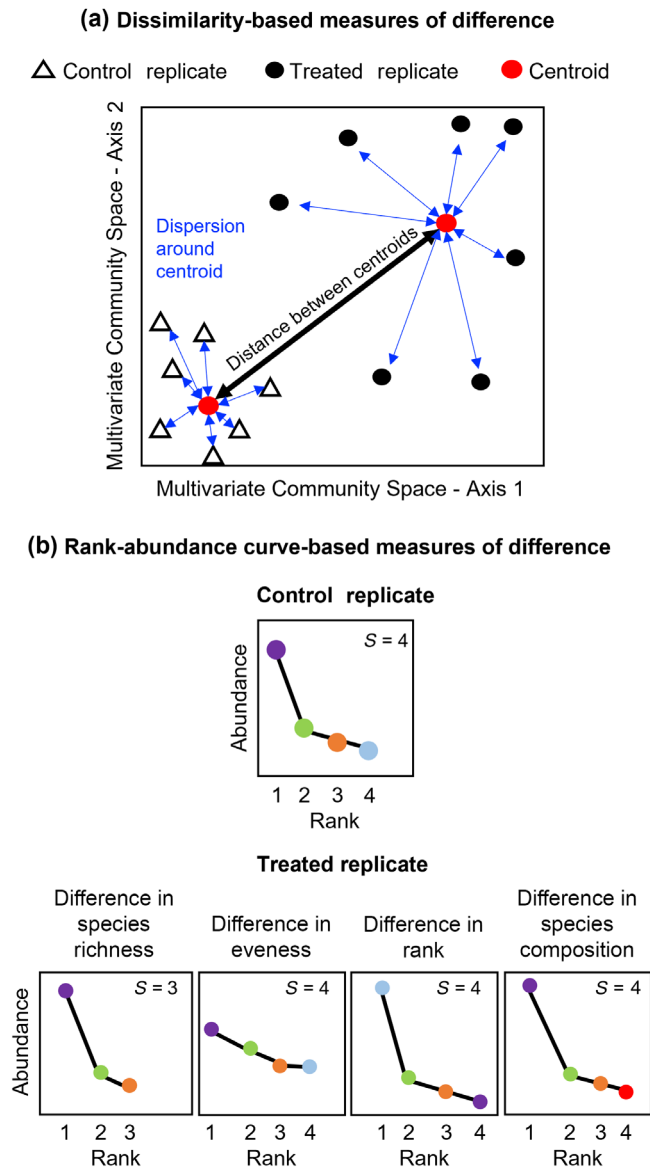 (a) Dissimilarity-based measures of difference
Control replicate
Treated replicate
Centroid
Multivariate Community Space - Axis 2
Dispersion
around
centroid
Distance between centroids
Multivariate Community Space - Axis 1
(b) Rank-abundance curve-based measures of difference
Control replicate
S = 4
Abundance
1 2 3 4
Rank
Treated replicate
Difference in
species
richness
Difference in
eveness
Difference in
rank
Difference in
species
composition
S = 3
S = 4
S = 4
S = 4
Abundance
1 2 3
1 2 3 4
1 2 3 4
1 2 3 4
Rank
Rank
Rank
Rank